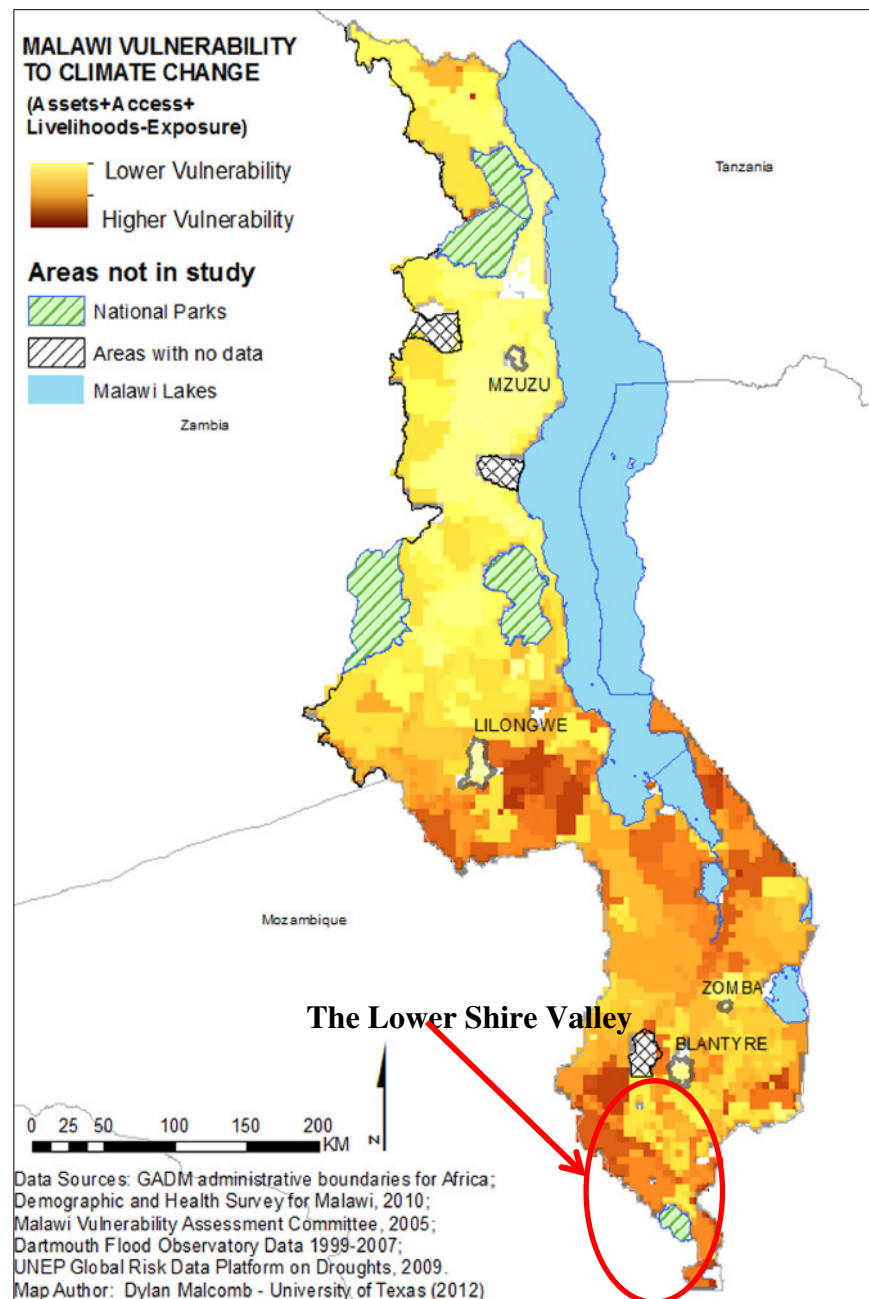 MALAWI VULNERABILITY
TO CLIMATE CHANGE
(Assets+Access+
Livelihoods-Exposure)
Lower Vulnerability
Higher Vulnerability
Areas not in study
National Parks
Areas with no data
Malawi Lakes
Tanzania
Zambia
MZUZU
LILONGWE
Mozambique
ZOMBA
The Lower Shire Valley
BLANTYRE
0 25 50 100 150 200
KM
N
Data Sources: GADM administrative boundaries for Africa;
Demographic and Health Survey for Malawi, 2010;
Malawi Vulnerability Assessment Committee, 2005;
Dartmouth Flood Observatory Data 1999-2007;
UNEP Global Risk Data Platform on Droughts, 2009.
Map Author: Dylan Malcomb - University of Texas (2012)